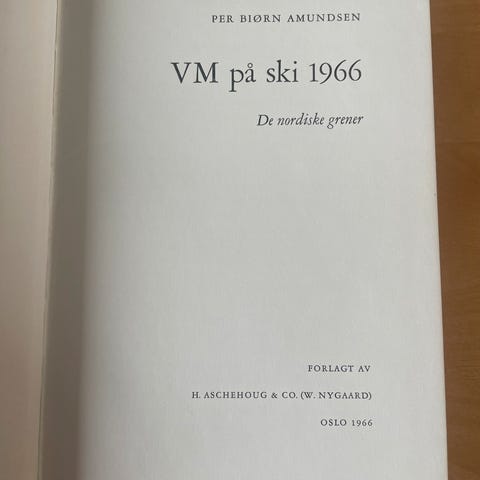 PER BIØRN AMUNDSEN
VM på ski 1966
De nordiske grener
FORLAGT AV
H. ASCHEHOUG & CO. (W. NYGAARD)
OSLO 1966